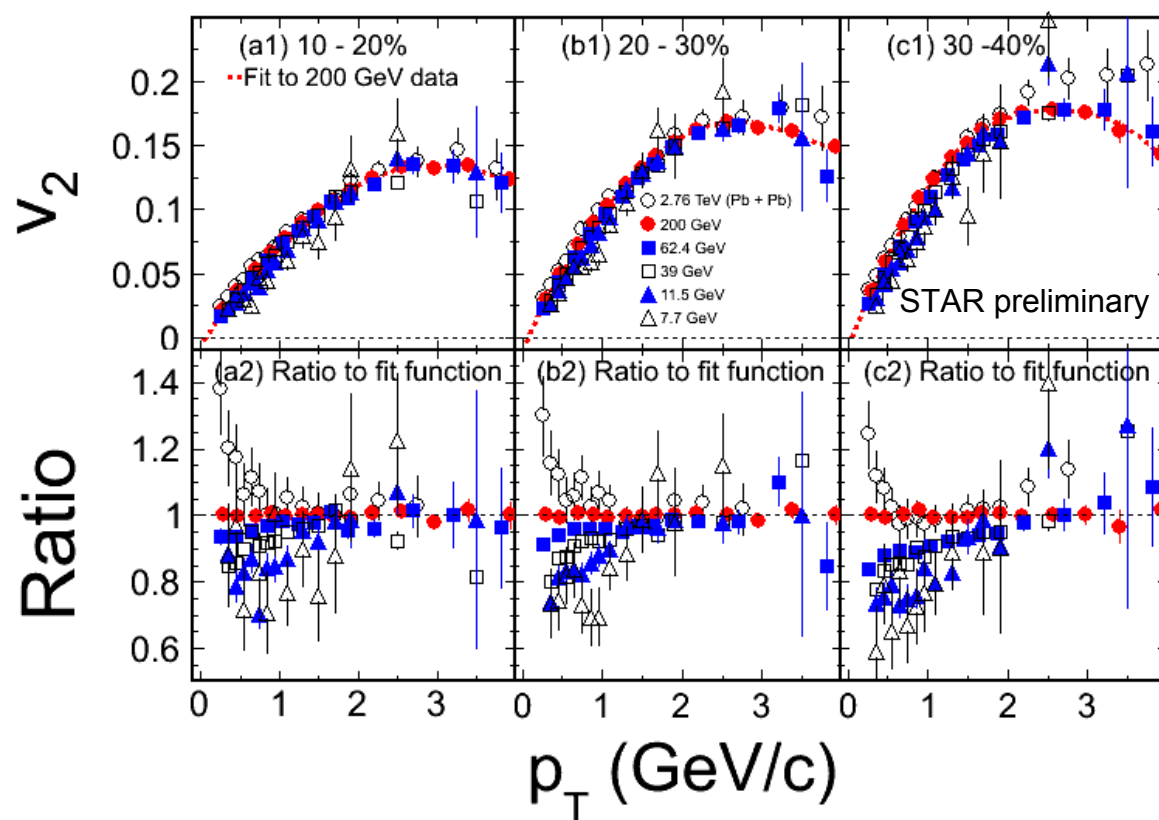 (a1) 10 - 20%
Fit to 200 GeV data
(b1) 20 - 30%
(c1) 30 -40%
0.2
0.15
0.1
0.05
0
v2
2.76 TeV (Pb + Pb)
200 GeV
62.4 GeV
39 GeV
11.5 GeV
7.7 GeV
STAR preliminary
(a2) Ratio to fit function
(b2) Ratio to fit function
(c2) Ratio to fit function
1.4
1.2
1
0.8
0.6
Ratio
0 1 2 3 0 1 2 3 0 1 2 3
pT (GeV/c)